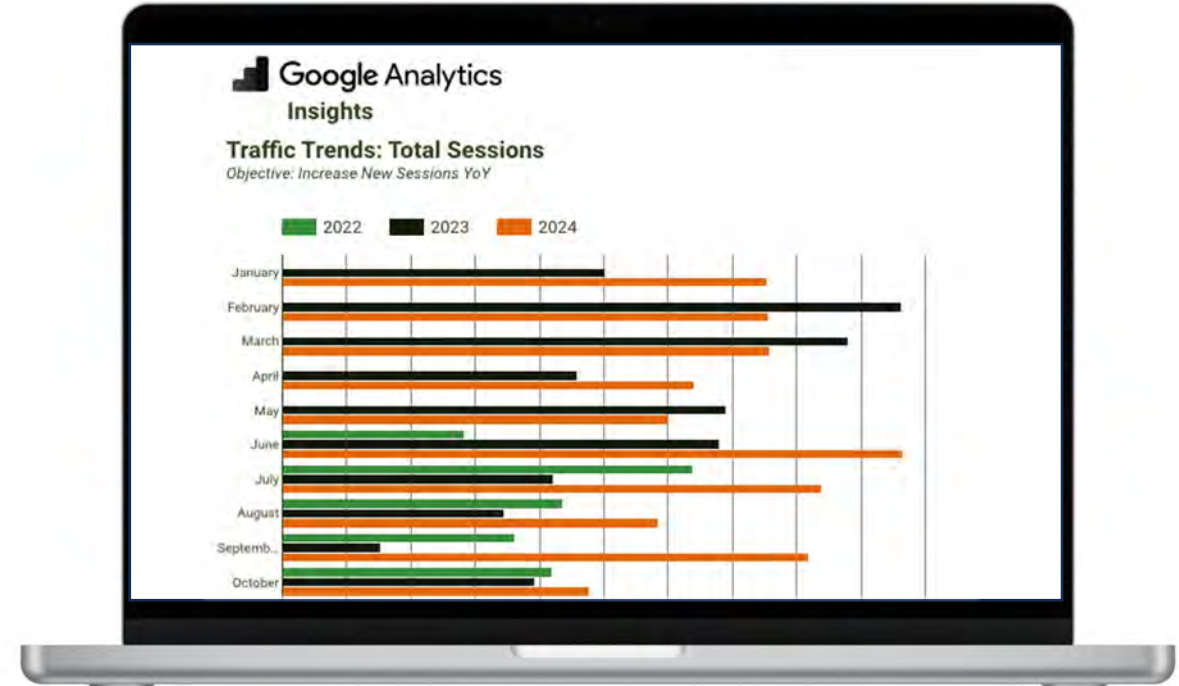 Google Analytics
Insights
Traffic Trends: Total Sessions
Objective: Increase New Sessions YoY
2022 2023 2024
January
February
March
April
May
June
July
August
Septemb...
October